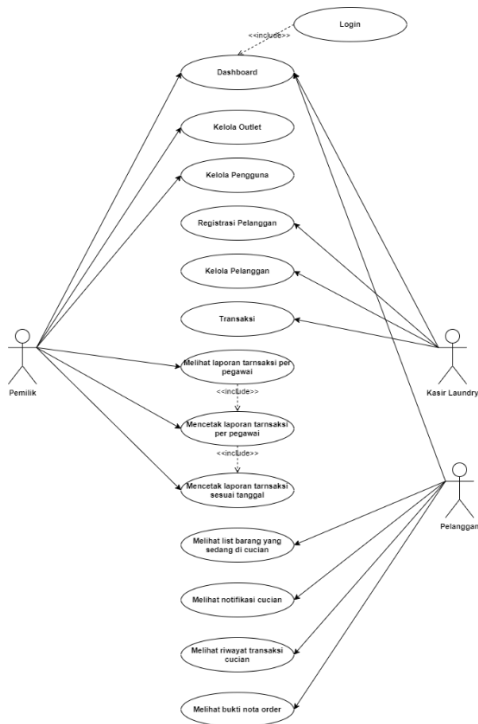 Login
<<include>>
Dashboard
Kelola Outlet
Kelola Pengguna
Registrasi Pelanggan
Kelola Pelanggan
Transaksi
Pemilik
Kasir Laundry
Melihat laporan tarnsaksi per
pegawai
<<include>>
Mencetak laporan tarnsaksi
per pegawai
<<include>>
Mencetak laporan tarnsaksi
sesuai tanggal
Pelanggan
Melihat list barang yang
sedang di cucian
Melihat notifikasi cucian
Melihat riwayat transaksi
cucian
Melihat bukti nota order